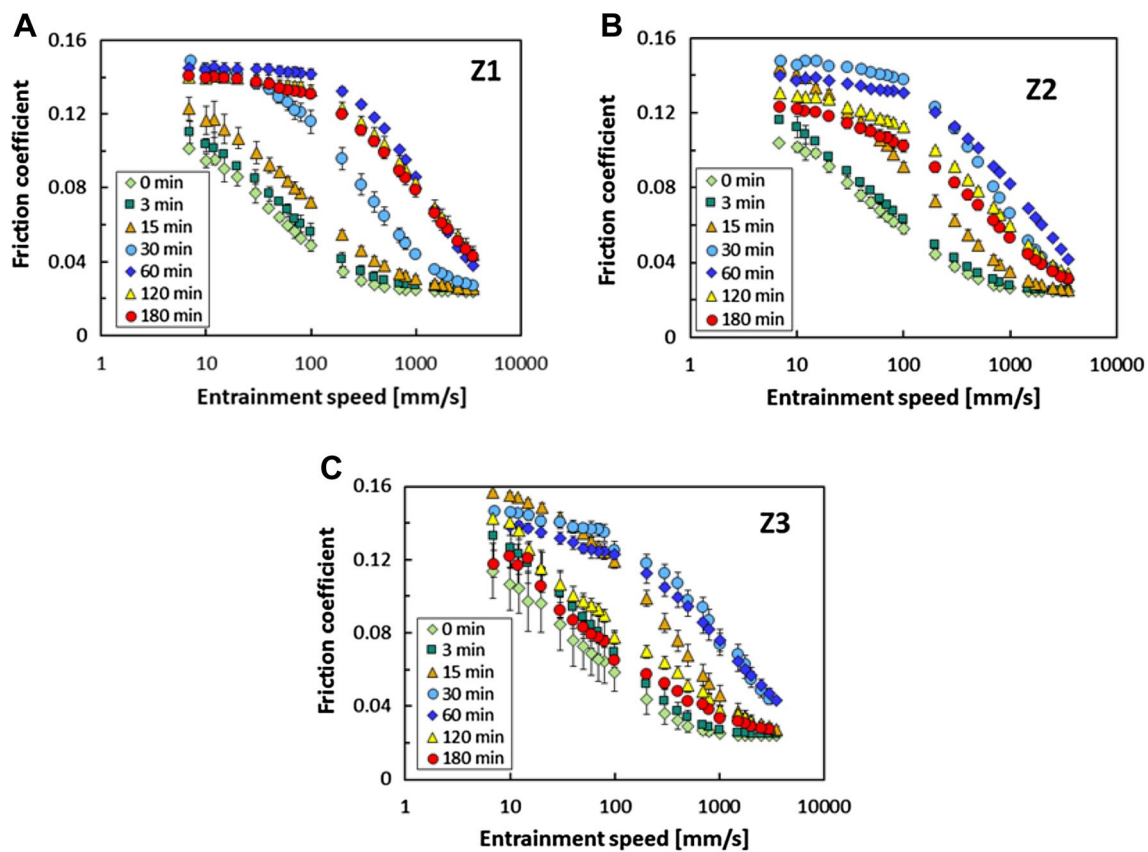 A
Z1
Friction coefficient
0.16
0.12
0.08
0.04
0
0 min
3 min
15 min
30 min
60 min
120 min
180 min
1 10 100 1000 10000
Entrainment speed [mm/s]
B
Z2
Friction coefficient
0.16
0.12
0.08
0.04
0
0 min
3 min
15 min
30 min
60 min
120 min
180 min
1 10 100 1000 10000
Entrainment speed [mm/s]
C
Z3
Friction coefficient
0.16
0.12
0.08
0.04
0
0 min
3 min
15 min
30 min
60 min
120 min
180 min
1 10 100 1000 10000
Entrainment speed [mm/s]